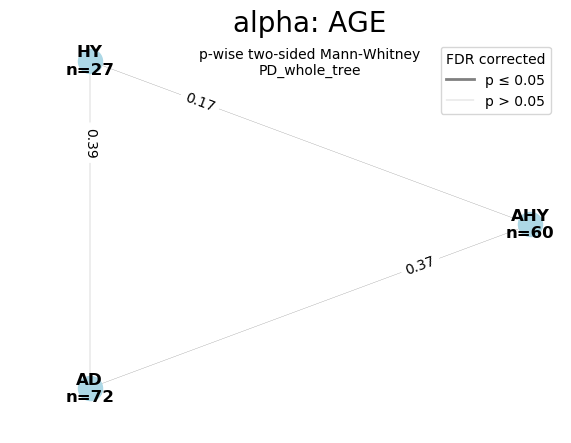 alpha: AGE
p-wise two-sided Mann-Whitney
PD_whole_tree
FDR corrected
p ≤ 0.05
p > 0.05
HY
n=27
0.17
0.39
AHY
n=60
0.37
AD
n=72